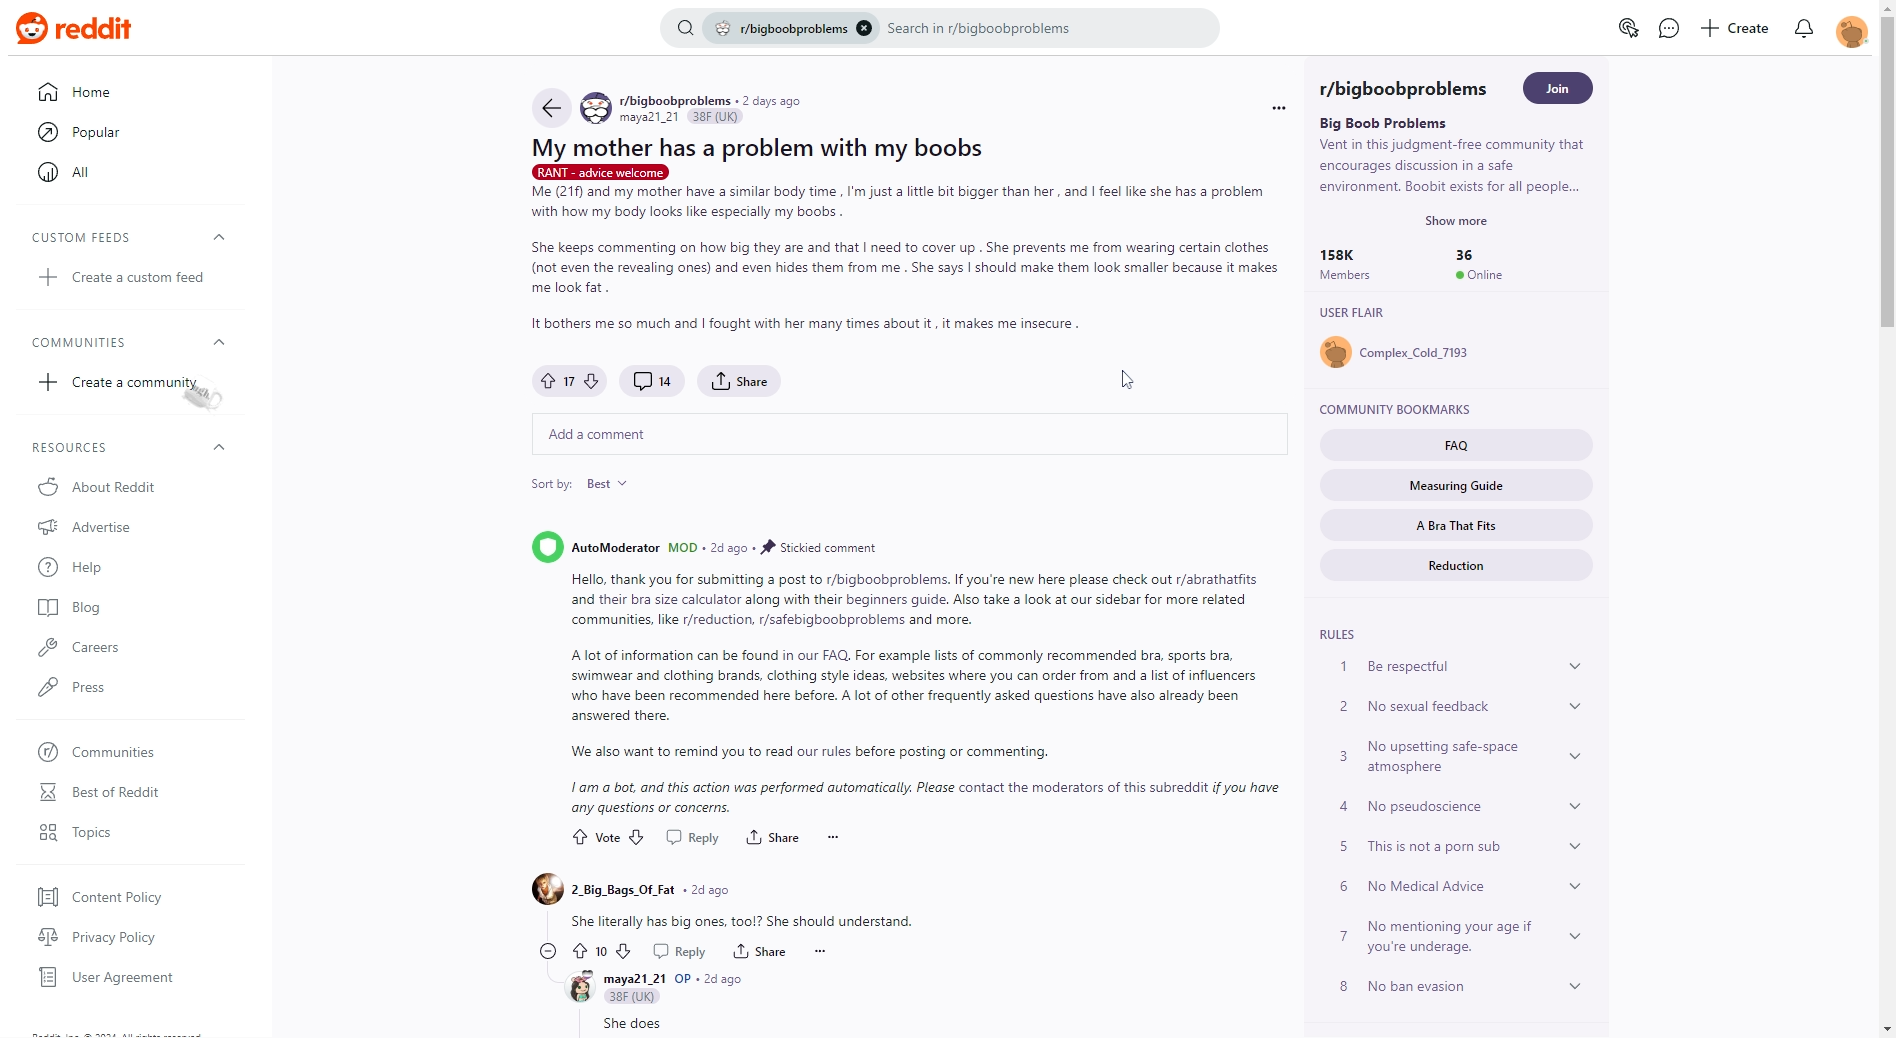 reddit
r/bigboobproblems
Search in r/bigboobproblems
Create
Home
Popular
All
CUSTOM FEEDS
Create a custom feed
COMMUNITIES
Create a community
RESOURCES
About Reddit
Advertise
Help
Blog
Careers
Press
Communities
Best of Reddit
Topics
Content Policy
Privacy Policy
User Agreement
Reddit, Inc. © 2024. All rights reserved.
r/bigboobproblems • 2 days ago
maya21_21 38F (UK)
My mother has a problem with my boobs
RANT - advice welcome
Me (21f) and my mother have a similar body time , I'm just a little bit bigger than her , and I feel like she has a problem
with how my body looks like especially my boobs .
She keeps commenting on how big they are and that I need to cover up . She prevents me from wearing certain clothes
(not even the revealing ones) and even hides them from me . She says I should make them look smaller because it makes
me look fat .
It bothers me so much and I fought with her many times about it , it makes me insecure .
17
14
Share
Add a comment
Sort by: Best
AutoModerator MOD • 2d ago • Stickied comment
Hello, thank you for submitting a post to r/bigboobproblems. If you're new here please check out r/abrathatfits
and their bra size calculator along with their beginners guide. Also take a look at our sidebar for more related
communities, like r/reduction, r/safebigboobproblems and more.
A lot of information can be found in our FAQ. For example lists of commonly recommended bra, sports bra,
swimwear and clothing brands, clothing style ideas, websites where you can order from and a list of influencers
who have been recommended here before. A lot of other frequently asked questions have also already been
answered there.
We also want to remind you to read our rules before posting or commenting.
I am a bot, and this action was performed automatically. Please contact the moderators of this subreddit if you have
any questions or concerns.
Vote Reply Share
2_Big_Bags_Of_Fat • 2d ago
She literally has big ones, too!? She should understand.
10 Reply Share
maya21_21 OP • 2d ago
38F (UK)
She does
r/bigboobproblems
Join
Big Boob Problems
Vent in this judgment-free community that
encourages discussion in a safe
environment. Boobit exists for all people...
Show more
158K 36
Members Online
USER FLAIR
Complex_Cold_7193
COMMUNITY BOOKMARKS
FAQ
Measuring Guide
A Bra That Fits
Reduction
RULES
1 Be respectful
2 No sexual feedback
3 No upsetting safe-space
atmosphere
4 No pseudoscience
5 This is not a porn sub
6 No Medical Advice
7 No mentioning your age if
you're underage.
8 No ban evasion